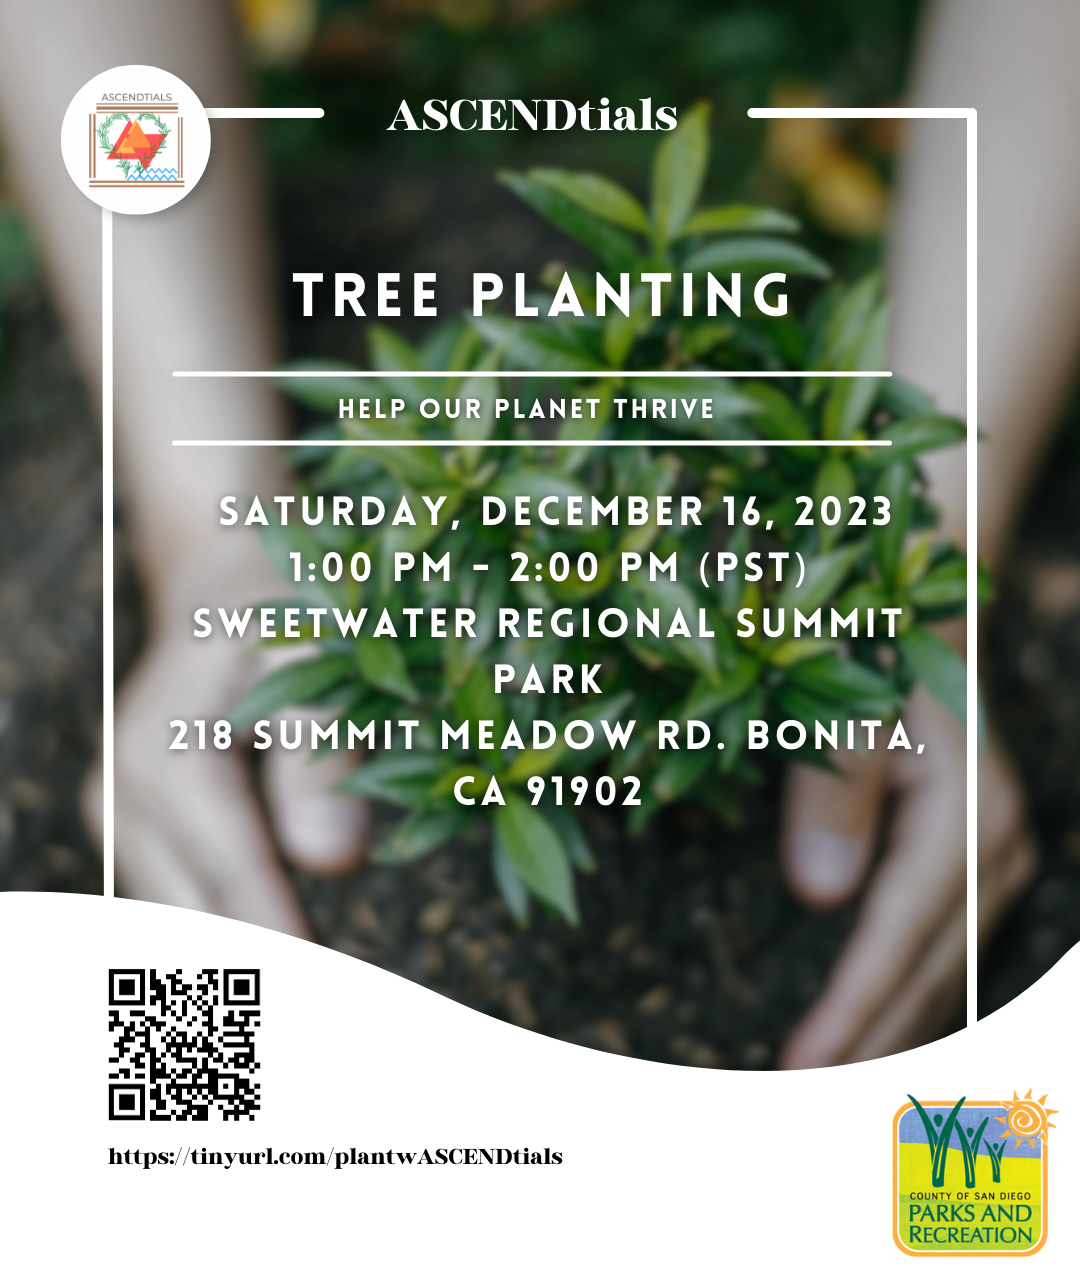 ASCENDTIALS
ASCENDtials
TREE PLANTING
HELP OUR PLANET THRIVE
SATURDAY, DECEMBER 16, 2023
1:00 PM - 2:00 PM (PST)
SWEETWATER REGIONAL SUMMIT
PARK
218 SUMMIT MEADOW RD. BONITA,
CA 91902
https://tinyurl.com/plantwASCENDtials
COUNTY OF SAN DIEGO
PARKS AND
RECREATION